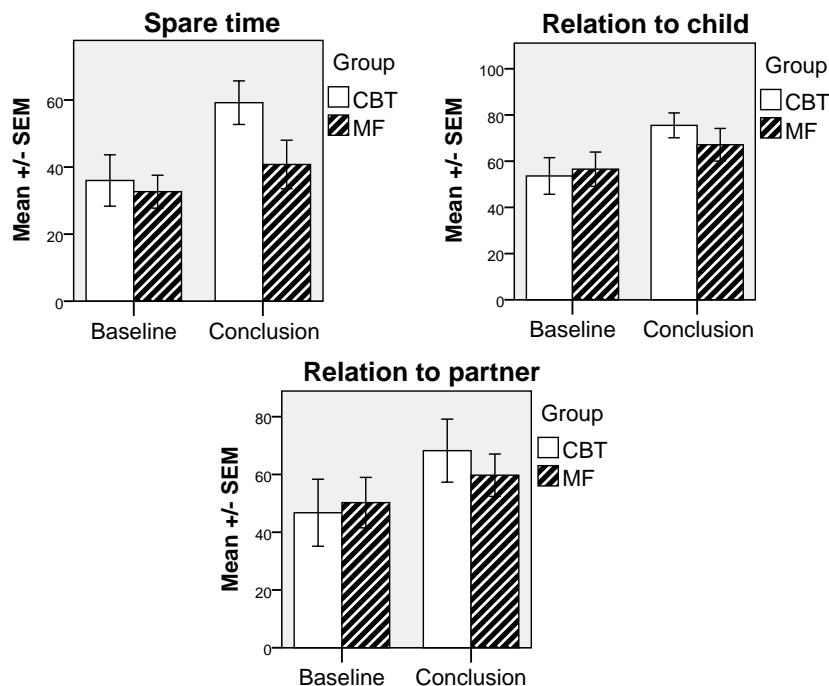 Spare time
Mean +/- SEM
60
40
20
0
Baseline Conclusion
Group
CBT
MF
Relation to child
Mean +/- SEM
100
80
60
40
20
0
Baseline Conclusion
Group
CBT
MF
Relation to partner
Mean +/- SEM
80
60
40
20
0
Baseline Conclusion
Group
CBT
MF